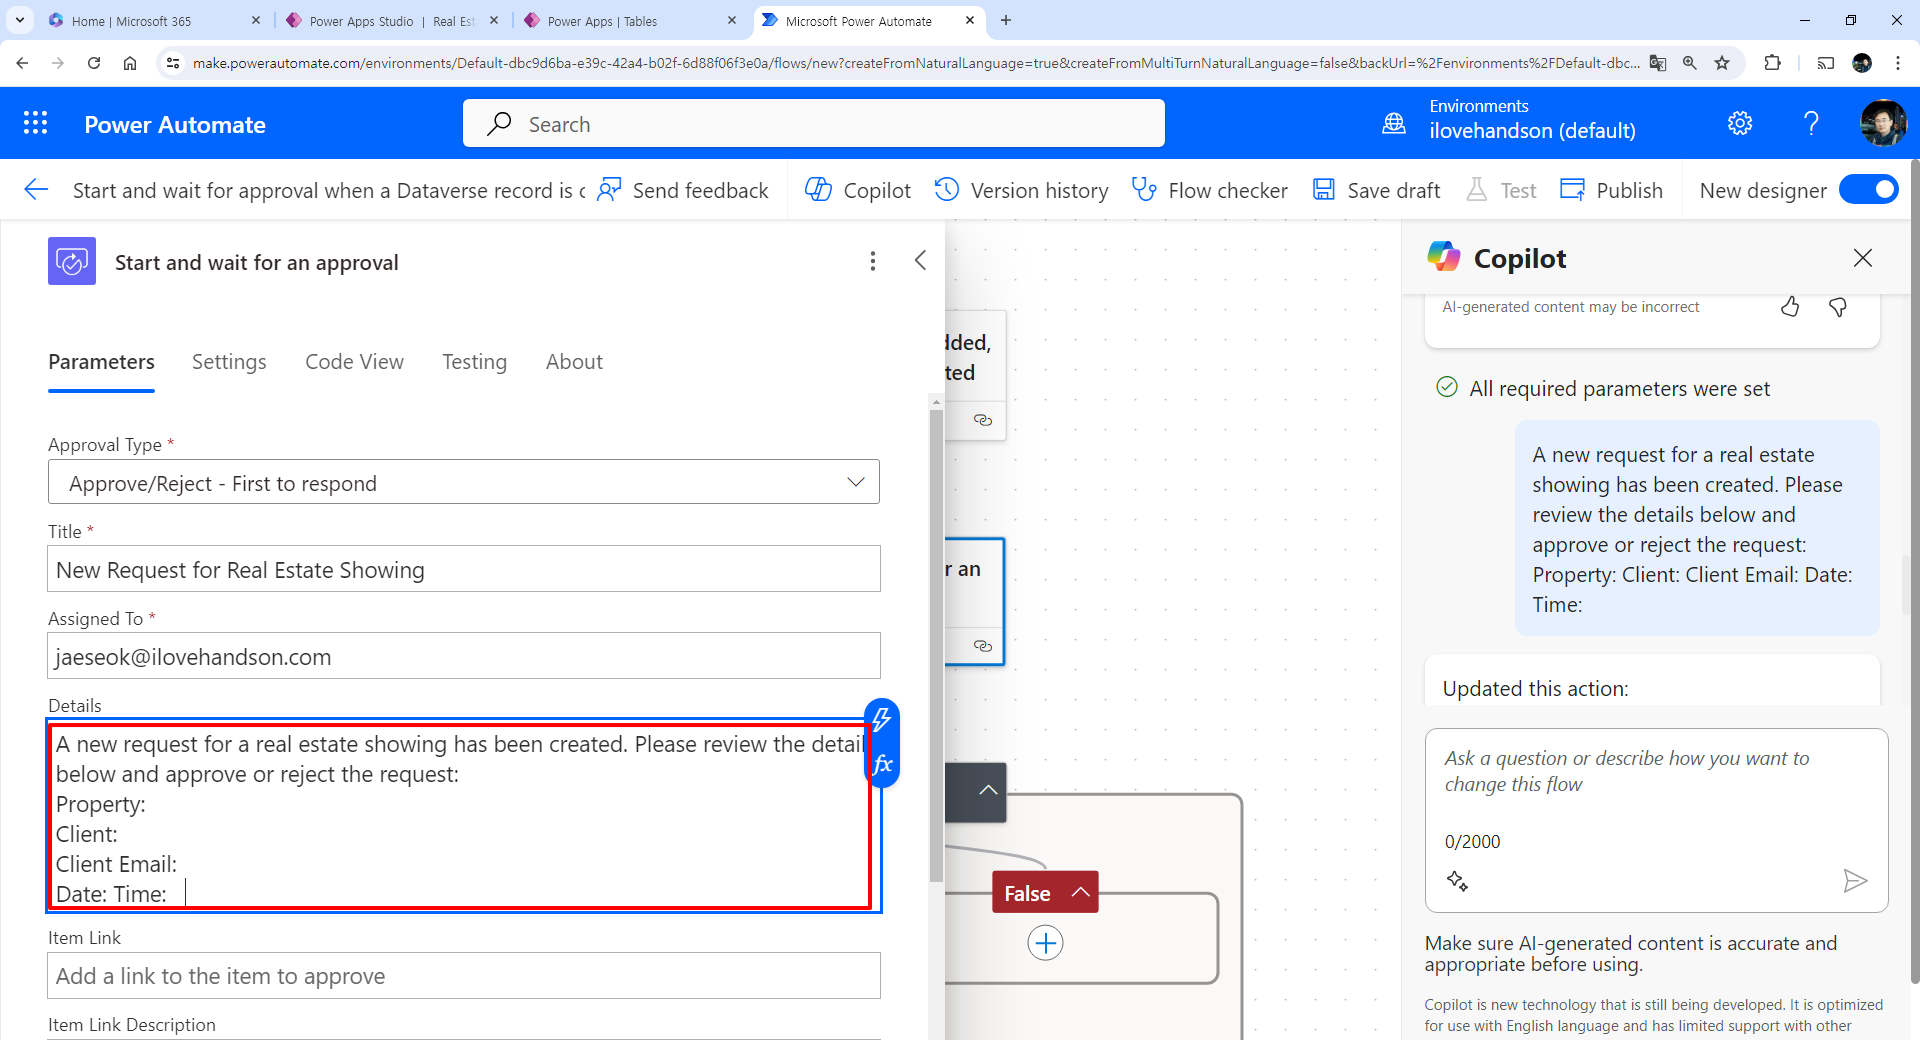 Home | Microsoft 365
Power Apps Studio | Real Est
Power Apps | Tables
Microsoft Power Automate
make.powerautomate.com/environments/Default-dbc9d6ba-e39c-42a4-b02f-6d88f06f3e0a/flows/new?createFromNaturalLanguage=true&createFromMultiTurnNaturalLanguage=false&backUrl=%2Fenvironments%2FDefault-dbc...
Power Automate
Search
Environments
ilovehandson (default)
Start and wait for approval when a Dataverse record is c
Send feedback
Copilot
Version history
Flow checker
Save draft
Test
Publish
New designer
Start and wait for an approval
Parameters
Settings
Code View
Testing
About
Approval Type *
Approve/Reject - First to respond
Title *
New Request for Real Estate Showing
Assigned To *
jaeseok@ilovehandson.com
Details
A new request for a real estate showing has been created. Please review the detail
below and approve or reject the request:
Property:
Client:
Client Email:
Date: Time:
fx
Item Link
Add a link to the item to approve
Item Link Description
dded,
ted
r an
False
Copilot
AI-generated content may be incorrect
All required parameters were set
A new request for a real estate
showing has been created. Please
review the details below and
approve or reject the request:
Property: Client: Client Email: Date:
Time:
Updated this action:
Ask a question or describe how you want to
change this flow
0/2000
Make sure AI-generated content is accurate and
appropriate before using.
Copilot is new technology that is still being developed. It is optimized
for use with English language and has limited support with other